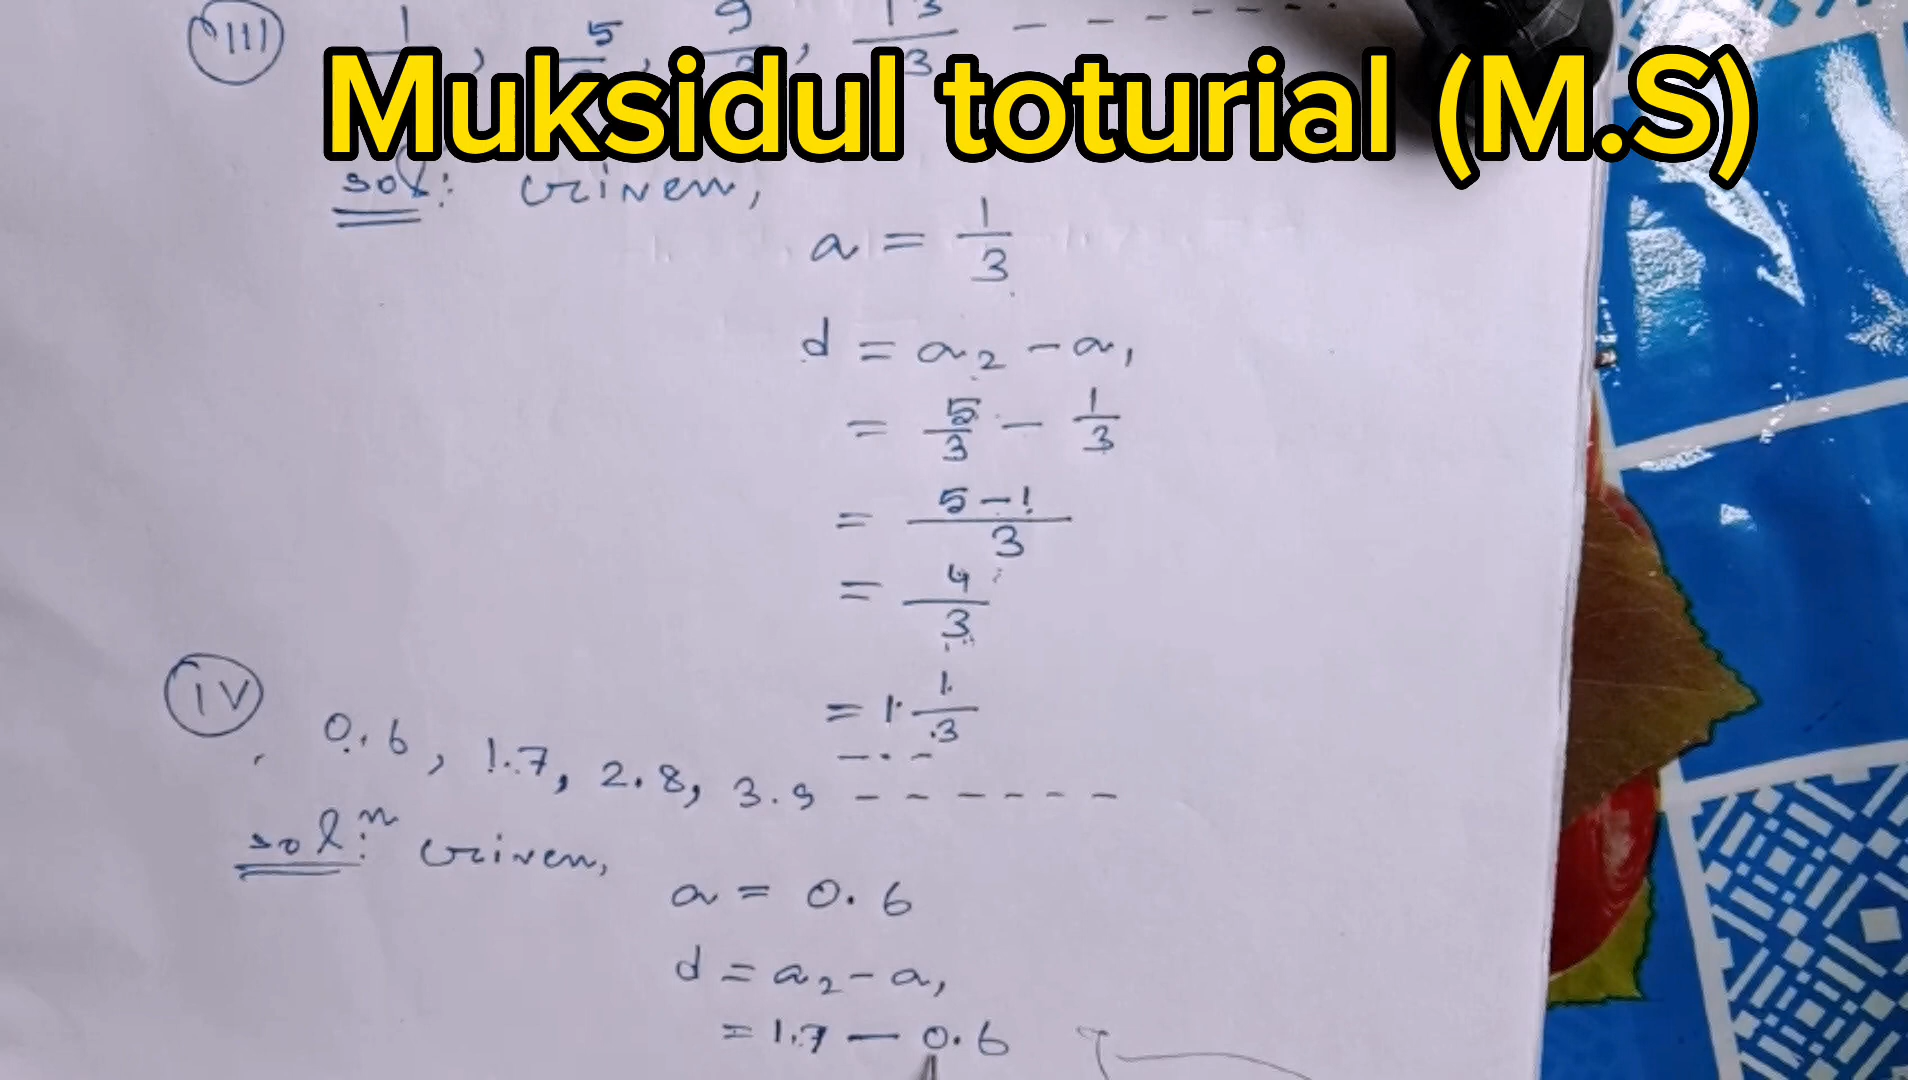 (iii) 1/3, 5/3, 9/3, 13/3 - - - - - - -
Muksidul toturial (M.S)
sol: Given,
a = 1/3
d = a₂ - a₁
= 5/3 - 1/3
= 5-1/3
= 4/3
= 1 1/3
(iv) 0.6, 1.7, 2.8, 3.9 - - - - - -
solⁿ: Given,
a = 0.6
d = a₂ - a₁
= 1.7 - 0.6